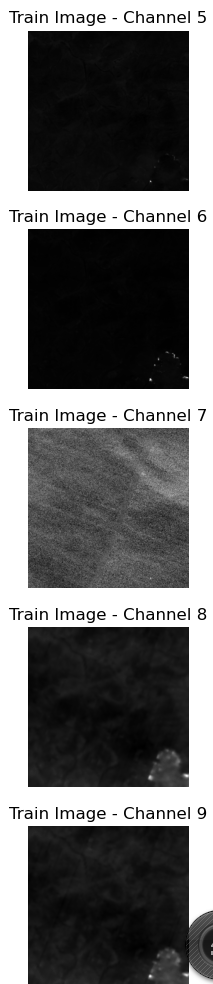 Train Image - Channel 5
Train Image - Channel 6
Train Image - Channel 7
Train Image - Channel 8
Train Image - Channel 9